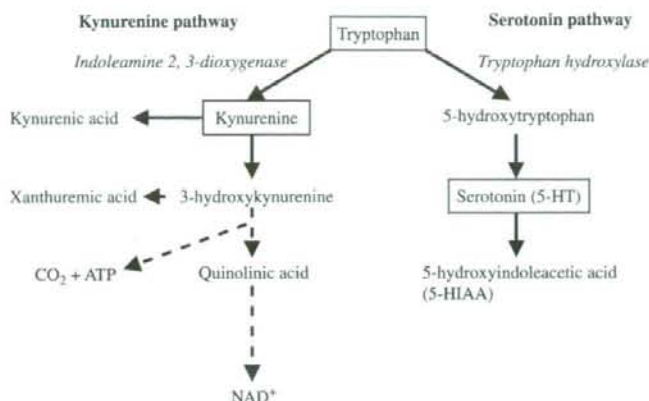 Kynurenine pathway
Tryptophan
Serotonin pathway
Indoleamine 2, 3-dioxygenase
Tryptophan hydroxylase
Kynurenic acid
Kynurenine
5-hydroxytryptophan
Xanthuremic acid
3-hydroxykynurenine
Serotonin (5-HT)
CO₂ + ATP
Quinolinic acid
5-hydroxyindoleacetic acid
(5-HIAA)
NAD⁺